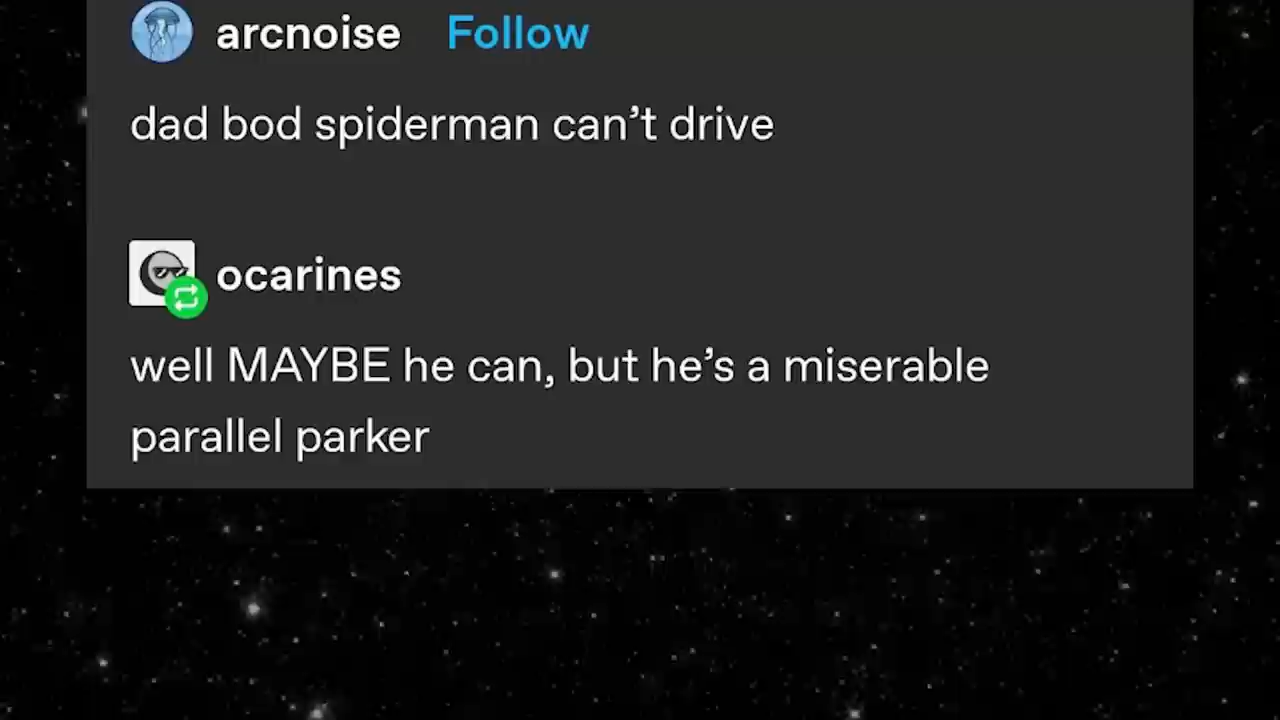 arcnoise Follow
dad bod spiderman can’t drive
ocarines
well MAYBE he can, but he’s a miserable
parallel parker